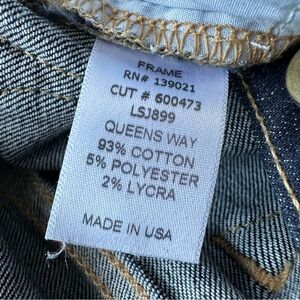 FRAME
RN# 139021
CUT # 600473
LSJ899
QUEENS WAY
93% COTTON
5% POLYESTER
2% LYCRA
MADE IN USA